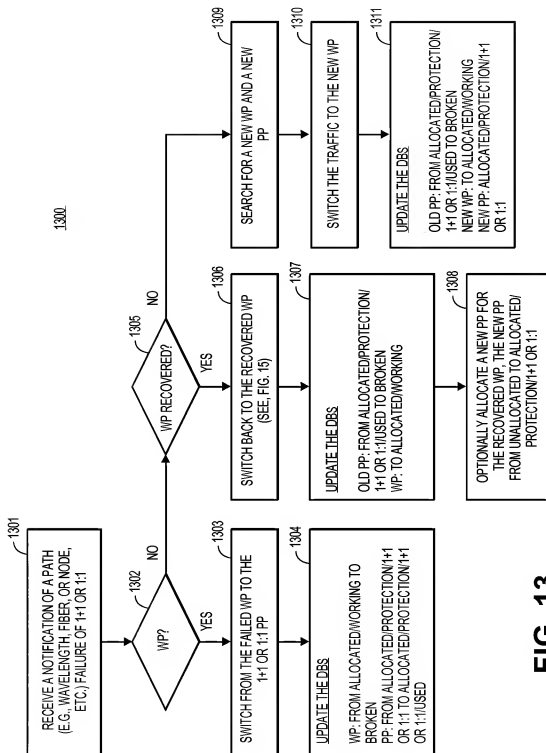 1300
1301
RECEIVE A NOTIFICATION OF A PATH
(E.G., WAVELENGTH, FIBER, OR NODE,
ETC.) FAILURE OF 1+1 OR 1:1
1302
WP?
NO
YES
1303
SWITCH FROM THE FAILED WP TO THE
1+1 OR 1:1 PP
1304
UPDATE THE DBS
WP: FROM ALLOCATED/WORKING TO
BROKEN
PP: FROM ALLOCATED/PROTECTION/1+1
OR 1:1 TO ALLOCATED/PROTECTION/1+1
OR 1:1/USED
1305
WP RECOVERED?
NO
YES
1306
SWITCH BACK TO THE RECOVERED WP
(SEE, FIG. 15)
1307
UPDATE THE DBS
OLD PP: FROM ALLOCATED/PROTECTION/
1+1 OR 1:1/USED TO BROKEN
WP: TO ALLOCATED/WORKING
1308
OPTIONALLY ALLOCATE A NEW PP FOR
THE RECOVERED WP, THE NEW PP
FROM UNALLOCATED TO ALLOCATED/
PROTECTION/1+1 OR 1:1
1309
SEARCH FOR A NEW WP AND A NEW
PP
1310
SWITCH THE TRAFFIC TO THE NEW WP
1311
UPDATE THE DBS
OLD PP: FROM ALLOCATED/PROTECTION/
1+1 OR 1:1/USED TO BROKEN
NEW WP: TO ALLOCATED/WORKING
NEW PP: ALLOCATED/PROTECTION/1+1
OR 1:1
FIG. 13